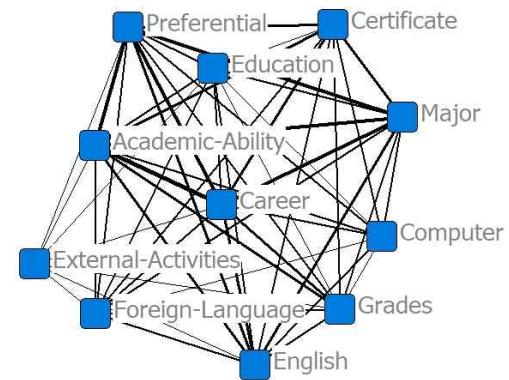 Preferential
Certificate
Education
Major
Academic-Ability
Career
Computer
External-Activities
Foreign-Language
Grades
English